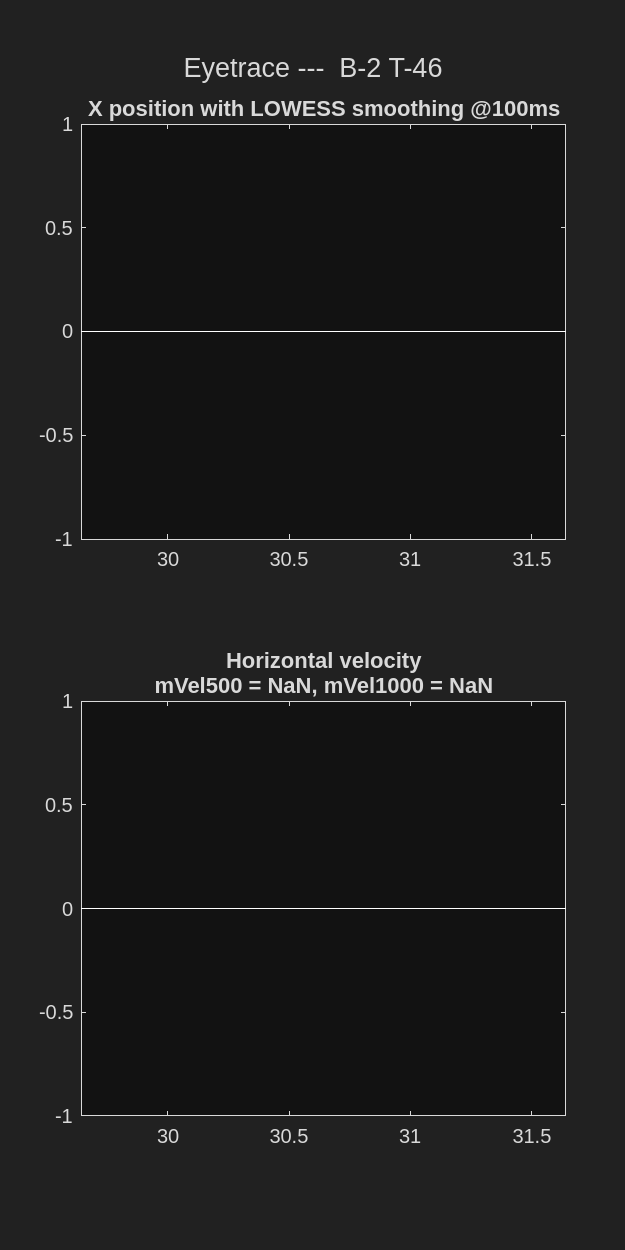 Eyetrace ---  B-2 T-46
X position with LOWESS smoothing @100ms
1
0.5
0
-0.5
-1
30 30.5 31 31.5
Horizontal velocity
mVel500 = NaN, mVel1000 = NaN
1
0.5
0
-0.5
-1
30 30.5 31 31.5